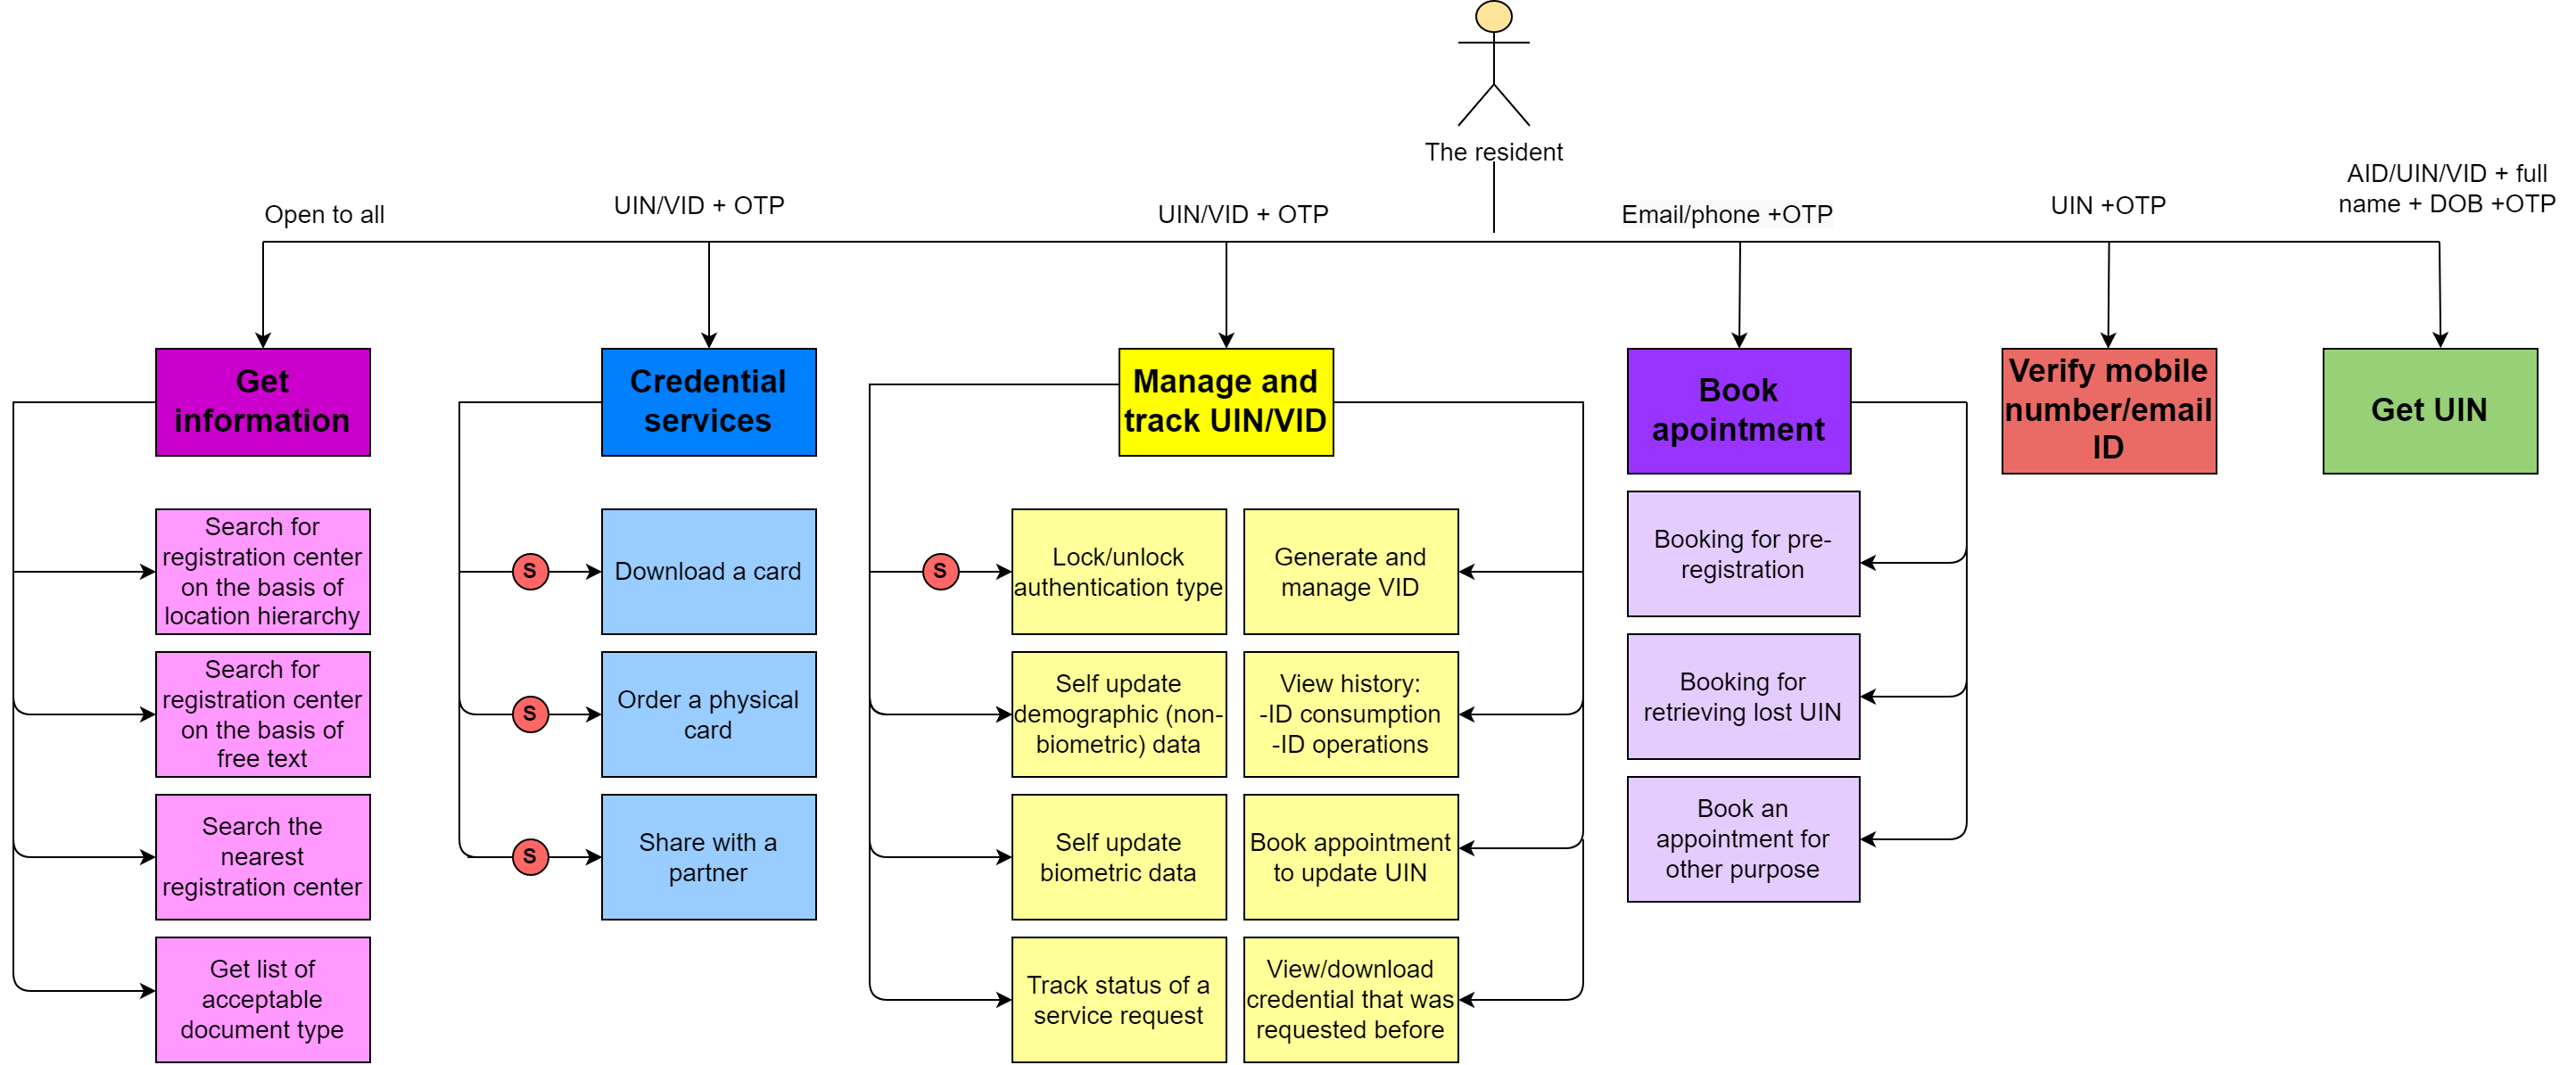 The resident
Open to all
UIN/VID + OTP
UIN/VID + OTP
Email/phone +OTP
UIN +OTP
AID/UIN/VID + full
name + DOB +OTP
Get
information
Credential
services
Manage and
track UIN/VID
Book
apointment
Verify mobile
number/email
ID
Get UIN
Search for
registration center
on the basis of
location hierarchy
Search for
registration center
on the basis of
free text
Search the
nearest
registration center
Get list of
acceptable
document type
S
Download a card
S
Order a physical
card
S
Share with a
partner
S
Lock/unlock
authentication type
Self update
demographic (non-
biometric) data
Self update
biometric data
Track status of a
service request
Generate and
manage VID
View history:
-ID consumption
-ID operations
Book appointment
to update UIN
View/download
credential that was
requested before
Booking for pre-
registration
Booking for
retrieving lost UIN
Book an
appointment for
other purpose